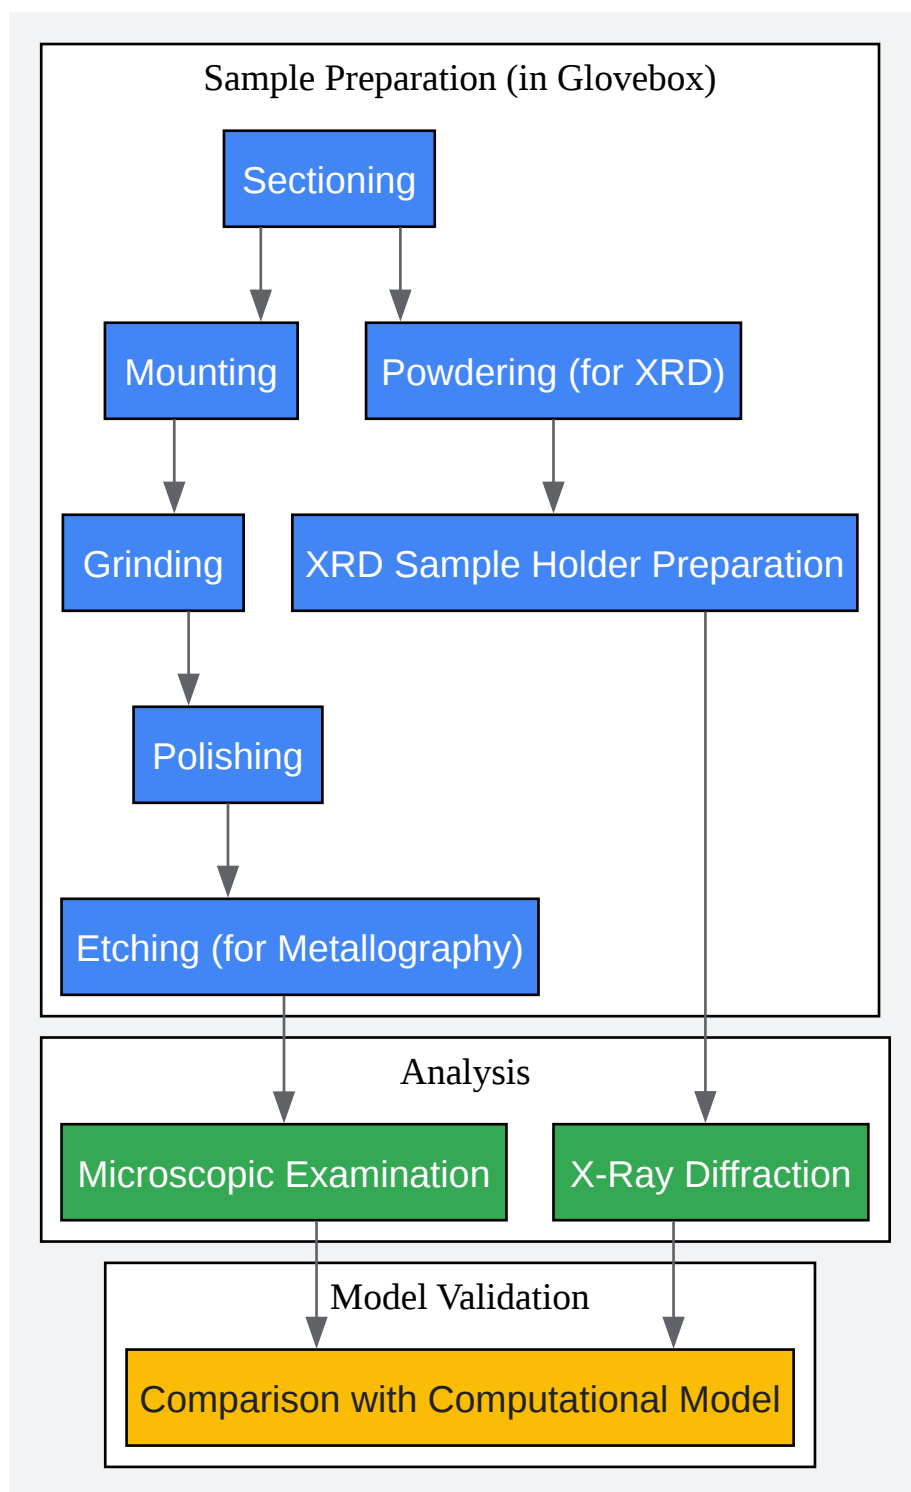 Sample Preparation (in Glovebox)
Sectioning
Mounting
Powdering (for XRD)
Grinding
XRD Sample Holder Preparation
Polishing
Etching (for Metallography)
Analysis
Microscopic Examination
X-Ray Diffraction
Model Validation
Comparison with Computational Model